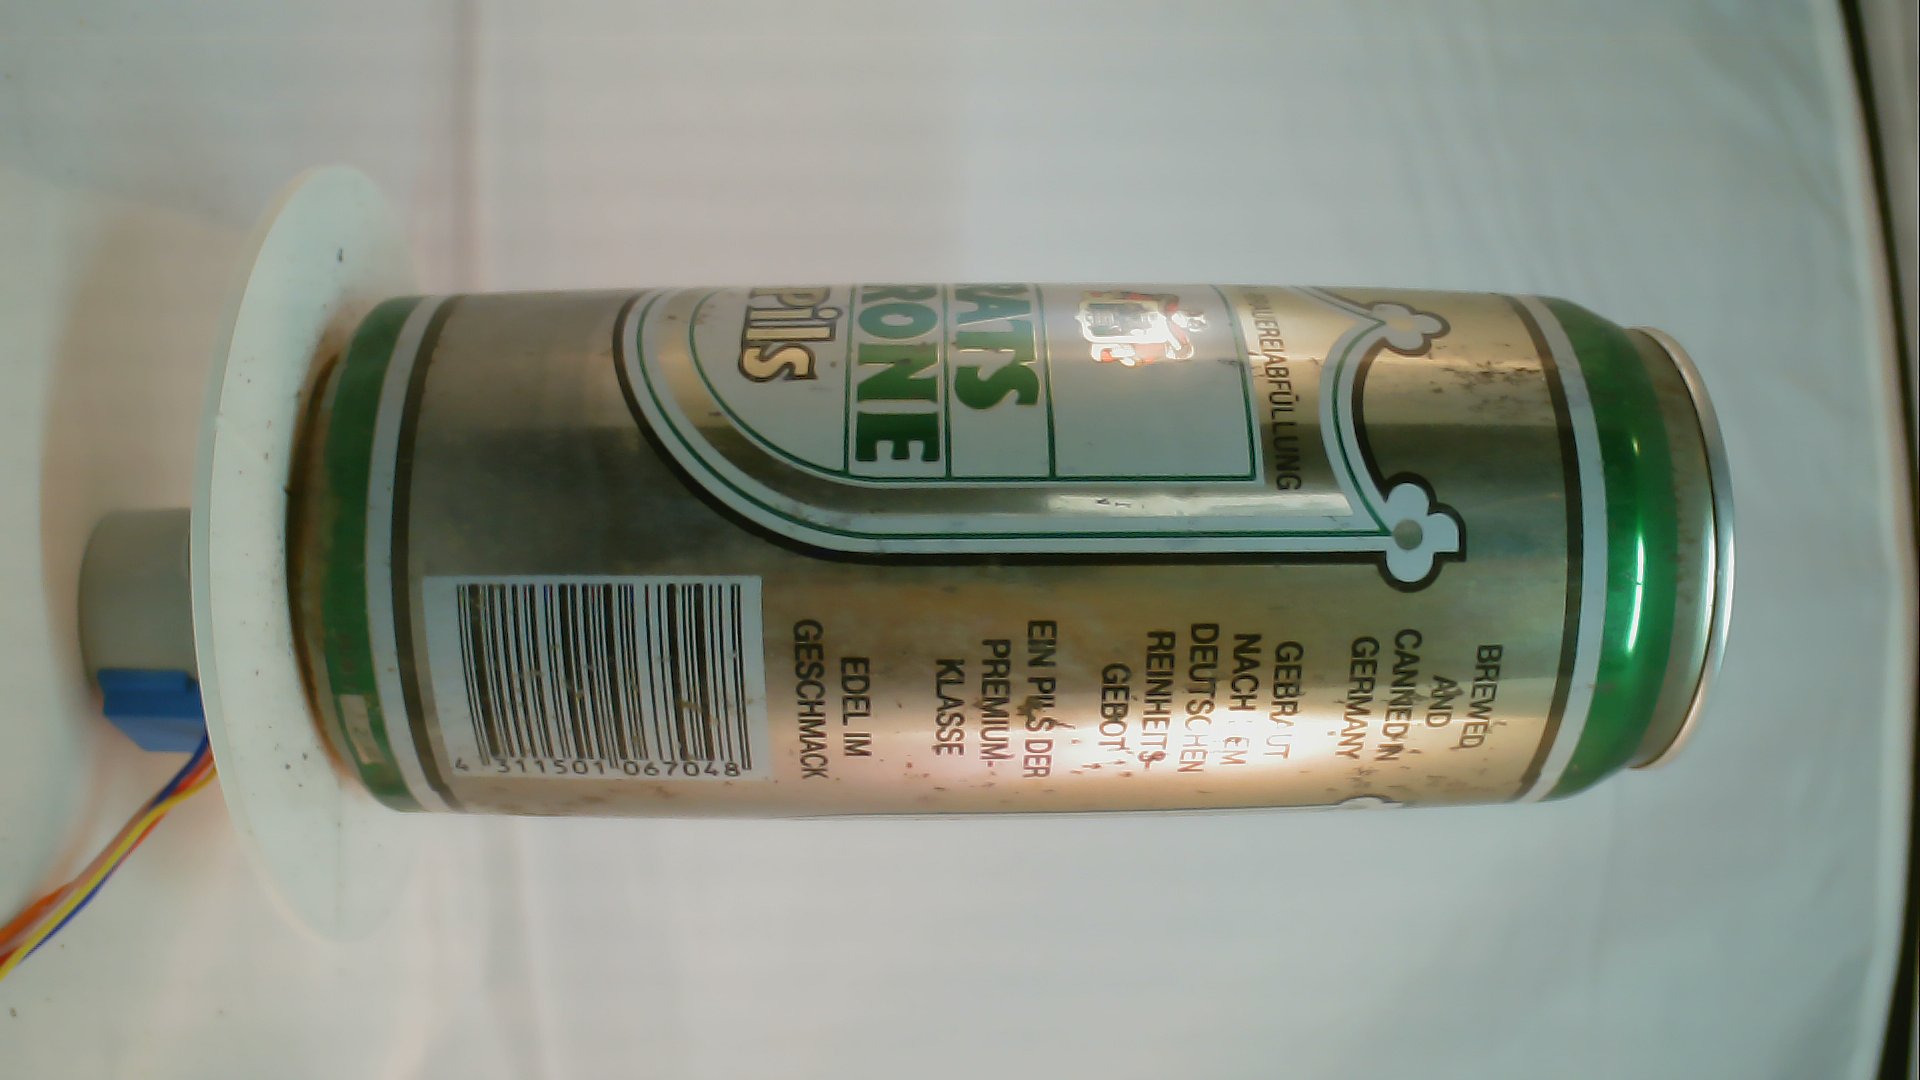 BRAUEREIABFÜLLUNG
RATS
KRONE
Pils
BREWED
AND
CANNED IN
GERMANY
GEBRAUT
NACH DEM
DEUTSCHEN
REINHEITS-
GEBOT
EIN PILS DER
PREMIUM-
KLASSE
EDEL IM
GESCHMACK
4 311501 067048